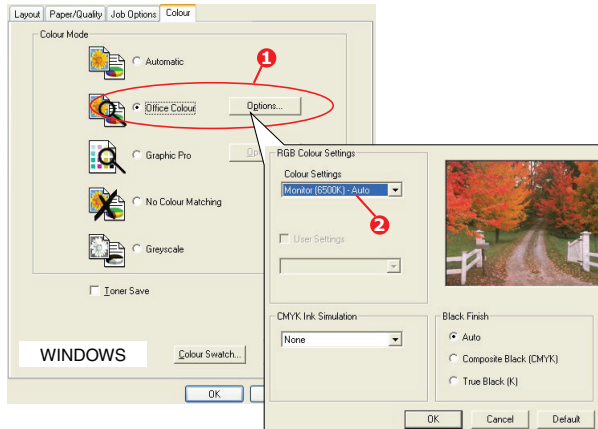 Layout Paper/Quality Job Options Colour
Colour Mode
Automatic
1
Office Colour Options...
Graphic Pro
No Colour Matching
Greyscale
Toner Save
WINDOWS Colour Swatch...
OK
RGB Colour Settings
Colour Settings
Monitor (6500K) - Auto
2
User Settings
CMYK Ink Simulation
None
Black Finish
Auto
Composite Black (CMYK)
True Black (K)
OK Cancel Default